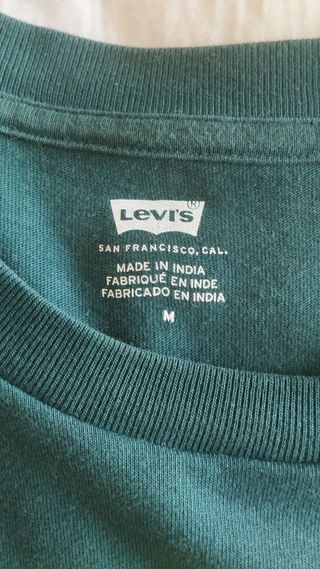 Levi's®
SAN FRANCISCO, CAL.
MADE IN INDIA
FABRIQUÉ EN INDE
FABRICADO EN INDIA
M